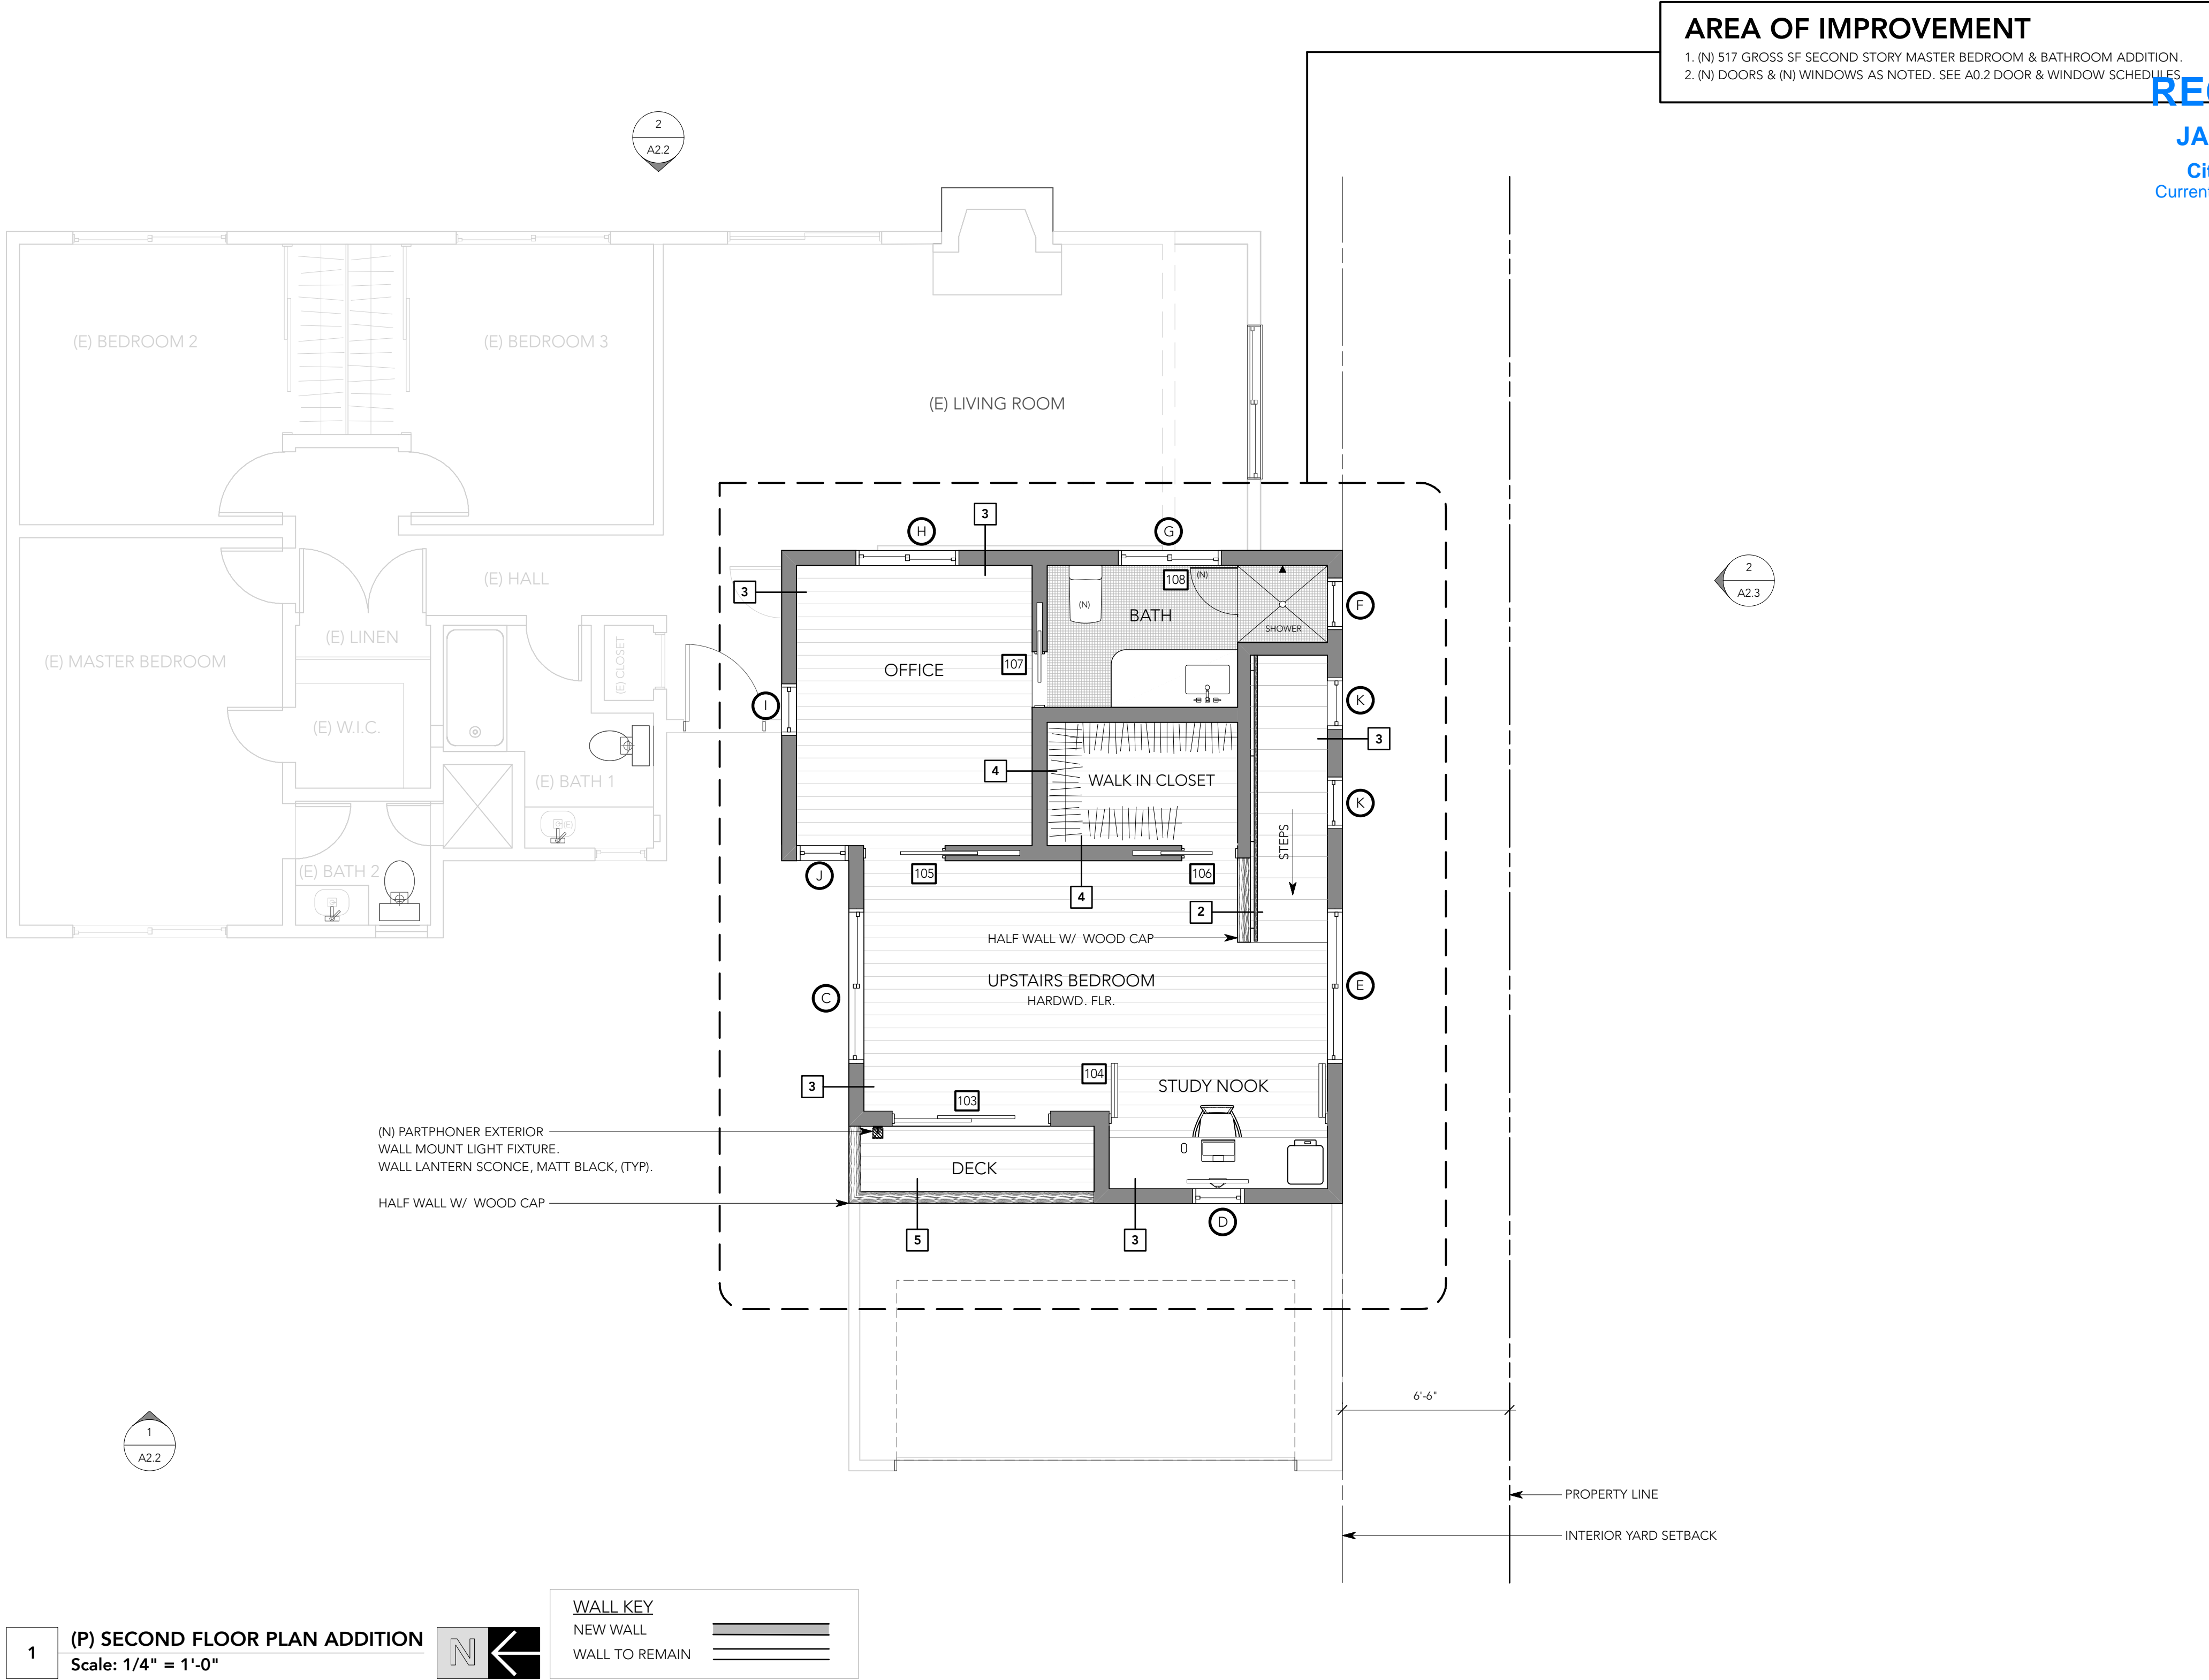 AREA OF IMPROVEMENT
1. (N) 517 GROSS SF SECOND STORY MASTER BEDROOM & BATHROOM ADDITION.
2. (N) DOORS & (N) WINDOWS AS NOTED. SEE A0.2 DOOR & WINDOW SCHEDULES.
JA
Cit
Current
2
A2.2
(E) BEDROOM 2
(E) BEDROOM 3
(E) LIVING ROOM
3
H
G
(E) HALL
3
108
(N)
(N)
BATH
SHOWER
F
2
A2.3
(E) LINEN
(E) CLOSET
(E) MASTER BEDROOM
OFFICE
107
I
K
(E) W.I.C.
3
4
WALK IN CLOSET
(E) BATH 1
K
(E)
STEPS
(E) BATH 2
J
105
106
4
2
HALF WALL W/ WOOD CAP
UPSTAIRS BEDROOM
HARDWD. FLR.
C
E
3
104
STUDY NOOK
103
(N) PARTPHONER EXTERIOR
WALL MOUNT LIGHT FIXTURE.
WALL LANTERN SCONCE, MATT BLACK, (TYP).
DECK
HALF WALL W/ WOOD CAP
D
5
3
6'-6"
1
A2.2
PROPERTY LINE
INTERIOR YARD SETBACK
1
(P) SECOND FLOOR PLAN ADDITION
Scale: 1/4" = 1'-0"
N
WALL KEY
NEW WALL
WALL TO REMAIN